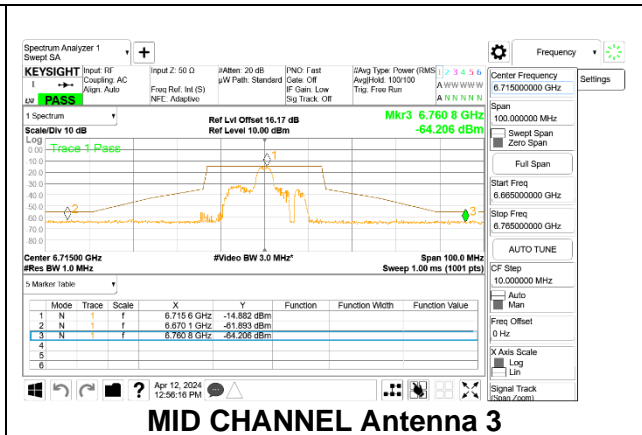 Spectrum Analyzer 1
Swept SA
+
Frequency
KEYSIGHT Input: RF Input Z: 50 Ω #Atten: 20 dB PNO: Fast #Avg Type: Power (RMS 1 2 3 4 5 6
Coupling: AC µW Path: Standard Gate: Off Avg|Hold: 100/100 A W W W W W
Align: Auto Freq Ref: Int (S) IF Gain: Low Trig: Free Run
PASS NFE: Adaptive Sig Track: Off A N N N N N
1 Spectrum Ref Lvl Offset 16.17 dB Mkr3 6.760 8 GHz
Scale/Div 10 dB Ref Level 10.00 dBm -64.206 dBm
Log
Trace 1 Pass
0.00
-10.0
-20.0
-30.0
-40.0
-50.0
-60.0
-70.0
-80.0
1
2
3
Center 6.71500 GHz #Video BW 3.0 MHz* Span 100.0 MHz
#Res BW 1.0 MHz Sweep 1.00 ms (1001 pts)
5 Marker Table
Mode Trace Scale X Y Function Function Width Function Value
1 N 1 f 6.715 6 GHz -14.882 dBm
2 N 1 f 6.670 1 GHz -61.893 dBm
3 N 1 f 6.760 8 GHz -64.206 dBm
4
5
6
Apr 12, 2024
12:56:16 PM
Center Frequency
6.715000000 GHz
Settings
Span
100.000000 MHz
Swept Span
Zero Span
Full Span
Start Freq
6.665000000 GHz
Stop Freq
6.765000000 GHz
AUTO TUNE
CF Step
10.000000 MHz
Auto
Man
Freq Offset
0 Hz
X Axis Scale
Log
Lin
Signal Track
(Span Zoom)
MID CHANNEL Antenna 3